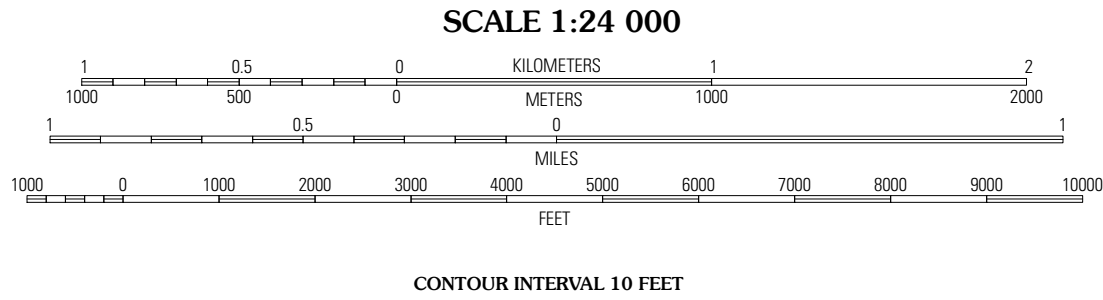 SCALE 1:24 000
1 0.5 0 KILOMETERS 1 2
1000 500 0 METERS 1000 2000
1 0.5 0 1
MILES
1000 0 1000 2000 3000 4000 5000 6000 7000 8000 9000 10000
FEET
CONTOUR INTERVAL 10 FEET